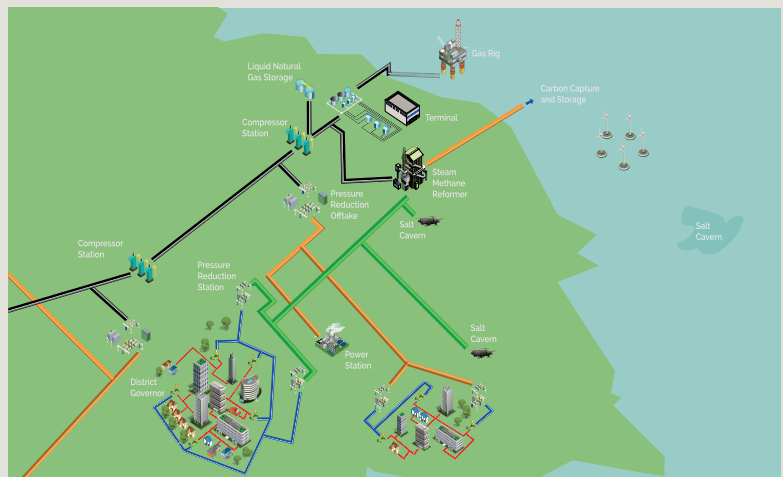 Gas Rig
Liquid Natural
Gas Storage
Carbon Capture
and Storage
Terminal
Compressor
Station
Steam
Methane
Reformer
Pressure
Reduction
Offtake
Salt
Cavern
Salt
Cavern
Compressor
Station
Pressure
Reduction
Station
Salt
Cavern
Power
Station
District
Governor